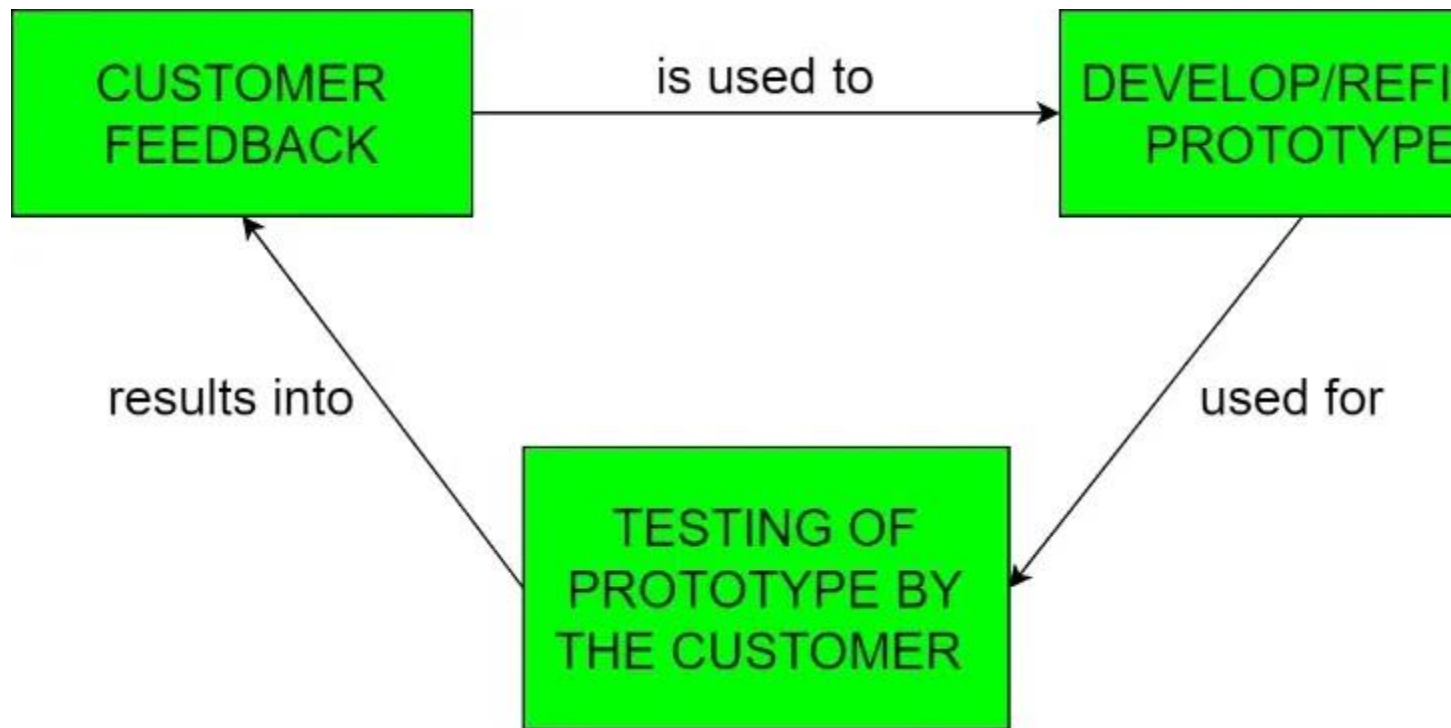 CUSTOMER
FEEDBACK
is used to
DEVELOP/REFI
PROTOTYPE
results into
used for
TESTING OF
PROTOTYPE BY
THE CUSTOMER